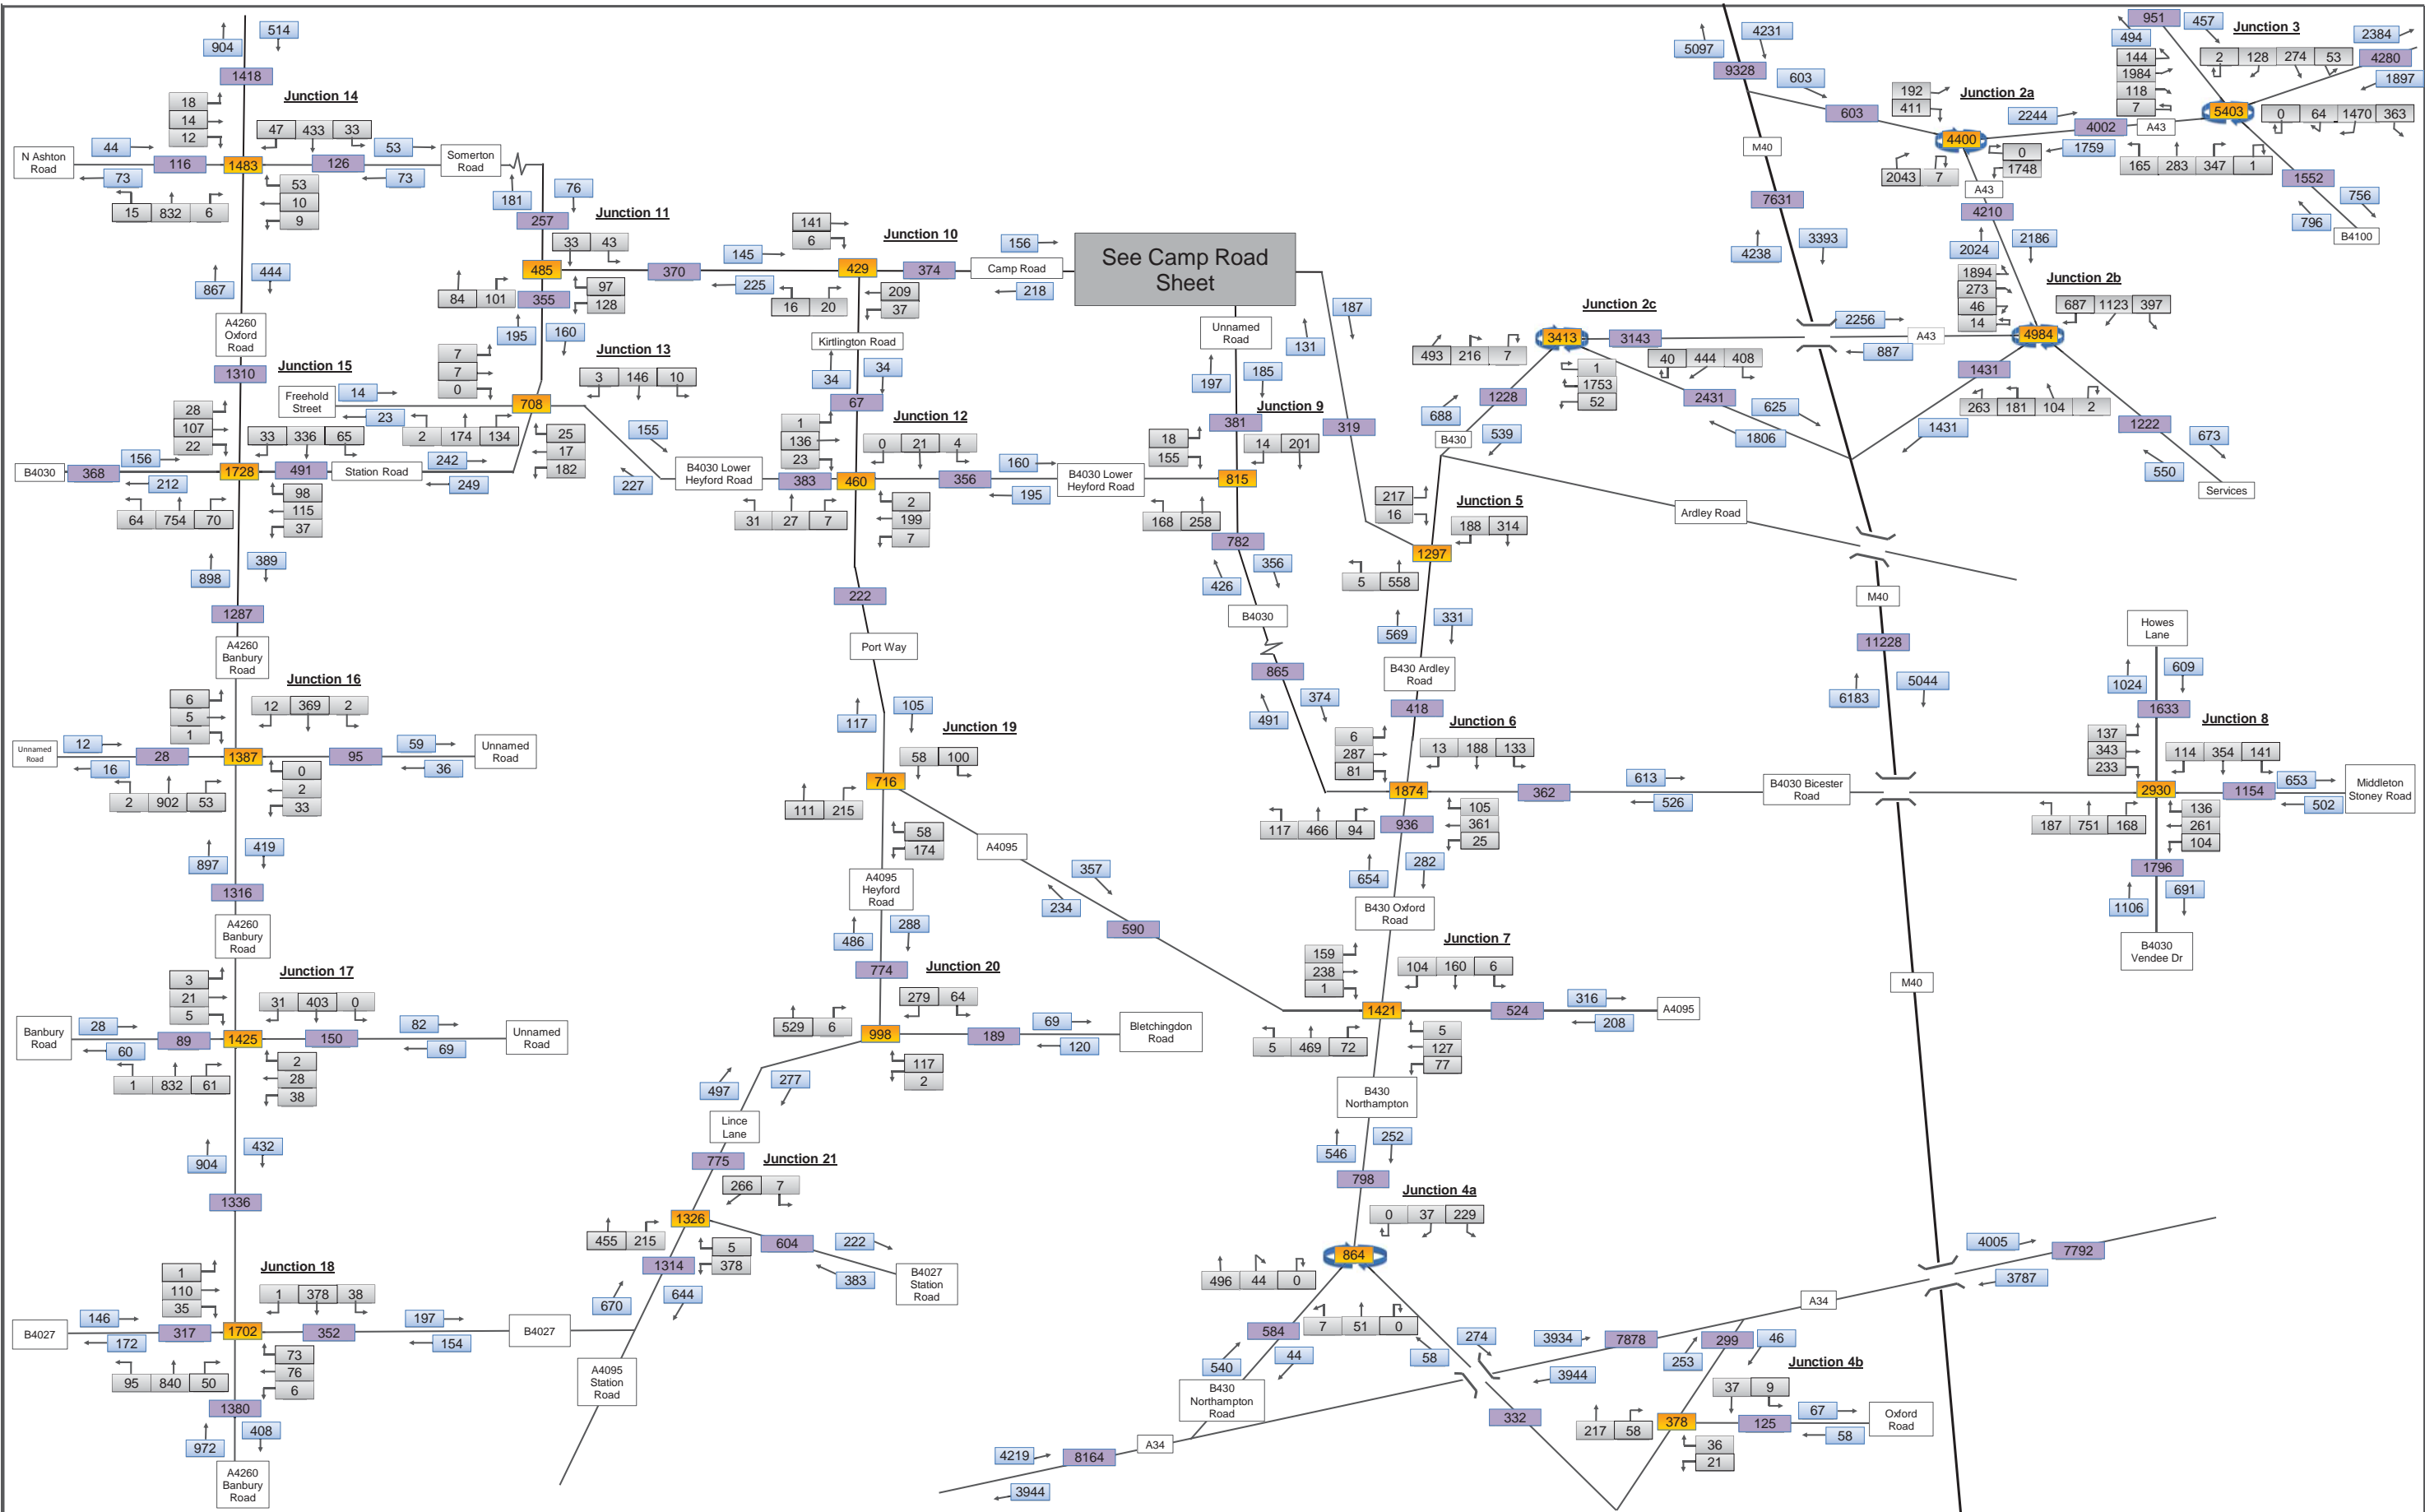 904
514
1418
Junction 14
18
14
12
47 433 33
44
53
N Ashton
Road
116
1483
126
Somerton
Road
73
73
15 832 6
53
10
9
867
444
A4260
Oxford
Road
1310
181
76
257
Junction 11
33 43
485
84 101
355
97
128
370
145
225
195
160
141
6
Junction 10
429
374
156
Camp Road
218
16 20
209
37
Kirtlington Road
34
34
67
See Camp Road
Sheet
Junction 15
Freehold
Street
14
23
7
7
0
Junction 13
3 146 10
708
2 174 134
25
17
182
28
107
22
33 336 65
B4030
368
156
212
1728
491
Station Road
242
249
64 754 70
98
115
37
155
227
B4030 Lower
Heyford Road
383
1
136
23
Junction 12
0 21 4
460
356
160
195
B4030 Lower
Heyford Road
31 27 7
2
199
7
222
Port Way
Unnamed
Road
197
185
381
Junction 9
18
155
14 201
815
168 258
782
356
426
B4030
865
374
491
131
187
319
898
389
1287
A4260
Banbury
Road
Junction 16
6
5
1
12 369 2
Unnamed
Road
12
16
28
1387
95
59
36
Unnamed
Road
2 902 53
0
2
33
897
419
1316
A4260
Banbury
Road
117
105
Junction 19
58 100
716
111 215
58
174
A4095
A4095
Heyford
Road
357
234
590
486
288
774
Junction 20
279 64
529 6
998
189
69
120
Bletchingdon
Road
117
2
497
277
Lince
Lane
775
Junction 21
266 7
1326
455 215
5
378
1314
604
222
383
B4027
Station
Road
670
644
Junction 17
3
21
5
31 403 0
Banbury
Road
28
60
89
1425
150
82
69
Unnamed
Road
1 832 61
2
28
38
904
432
1336
Junction 18
1
110
35
1 378 38
B4027
146
172
317
1702
352
197
154
B4027
95 840 50
73
76
6
1380
972
408
A4260
Banbury
Road
A4095
Station
Road
5097
4231
9328
603
603
192
411
Junction 2a
4400
2043 7
0
1748
2244
4002
A43
1759
M40
7631
4238
3393
A43
4210
2024
2186
951
457
494
Junction 3
144
1984
118
7
2 128 274 53
2384
4280
1897
5403
0 64 1470 363
165 283 347 1
1552
796
756
B4100
1894
273
46
14
Junction 2b
687 1123 397
4984
A43
2256
887
1431
263 181 104 2
1222
1431
673
550
Services
Junction 2c
493 216 7
3413
3143
40 444 408
1
1753
52
2431
625
1806
1228
688
539
B430
Ardley Road
217
16
Junction 5
188 314
1297
5 558
569
331
B430 Ardley
Road
418
Junction 6
6
287
81
13 188 133
1874
362
613
526
B4030 Bicester
Road
117 466 94
936
105
361
25
654
282
B430 Oxford
Road
M40
11228
6183
5044
Howes
Lane
1024
609
1633
Junction 8
137
343
233
114 354 141
2930
1154
653
502
Middleton
Stoney Road
187 751 168
136
261
104
1796
1106
691
B4030
Vendee Dr
M40
Junction 7
159
238
1
104 160 6
1421
524
316
208
A4095
5 469 72
5
127
77
B430
Northampton
546
252
798
Junction 4a
0 37 229
864
496 44 0
7 51 0
584
540
44
58
274
B430
Northampton
Road
332
A34
4219
8164
3944
3934
7878
3944
A34
4005
7792
3787
299
253
46
Junction 4b
37 9
378
217 58
125
67
58
Oxford
Road
36
21